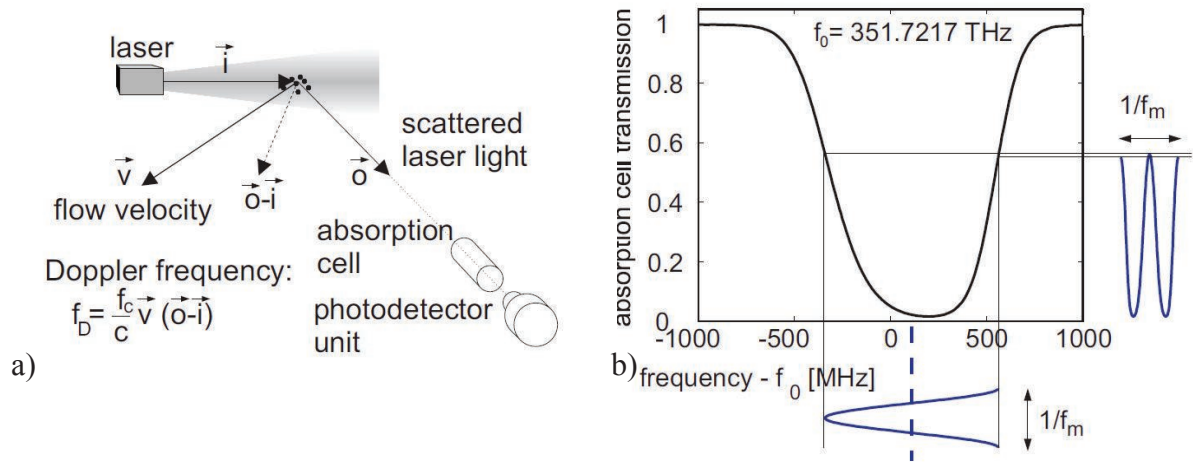 laser
i
scattered
laser light
v
o
o-i
flow velocity
absorption
cell
Doppler frequency:
f_D = f_c/c v (o-i)
photodetector
unit
a)
f_0 = 351.7217 THz
absorption cell transmission
1
0.8
0.6
0.4
0.2
0
-1000
-500
0
500
1000
1/f_m
b)
frequency - f_0 [MHz]
1/f_m